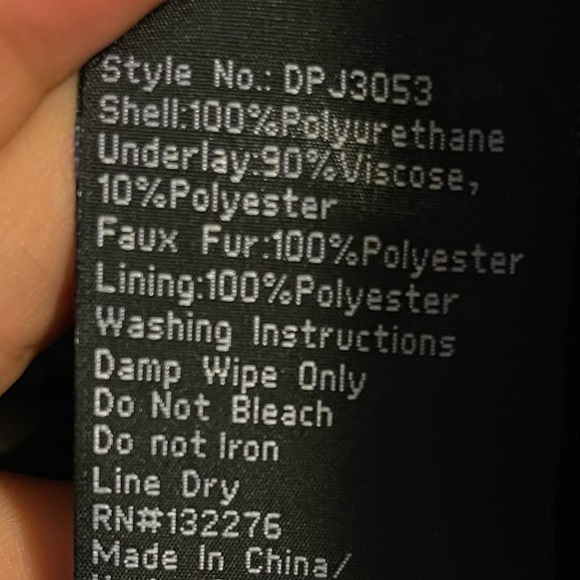 Style No.: DPJ3053
Shell:100%Polyurethane
Underlay:90%Viscose,
10%Polyester
Faux Fur:100%Polyester
Lining:100%Polyester
Washing Instructions
Damp Wipe Only
Do Not Bleach
Do not Iron
Line Dry
RN#132276
Made In China/